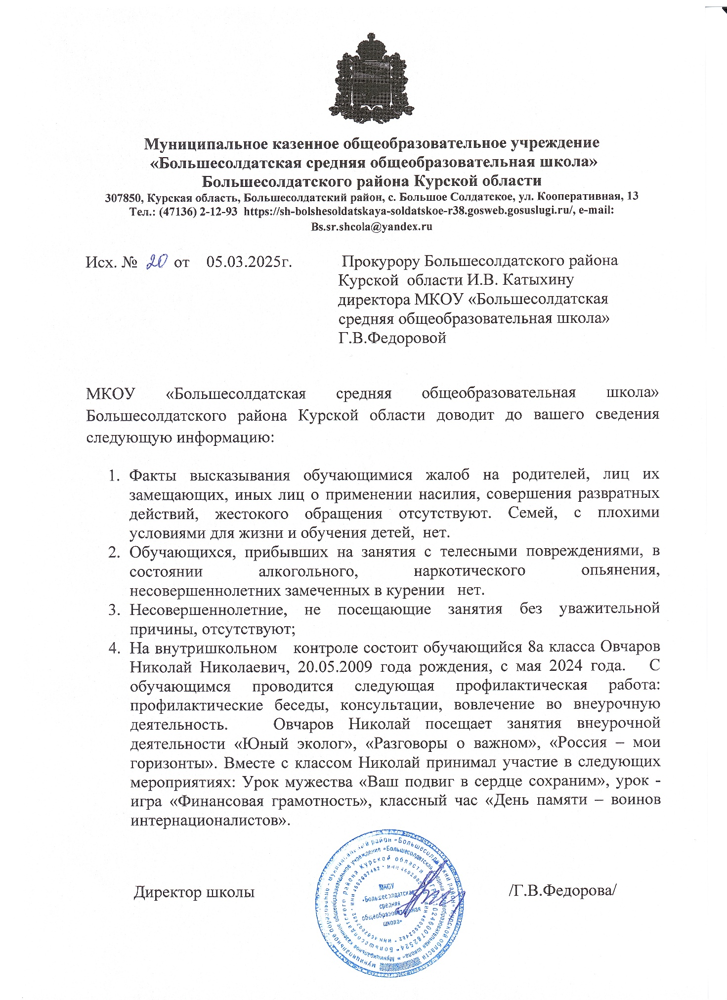 Муниципальное казенное общеобразовательное учреждение
«Большесолдатская средняя общеобразовательная школа»
Большесолдатского района Курской области
307850, Курская область, Большесолдатский район, с. Большое Солдатское, ул. Кооперативная, 13
Тел.: (47136) 2-12-93 https://sh-bolshesoldatskaya-soldatskoe-r38.gosweb.gosuslugi.ru/, e-mail:
Bs.sr.shcola@yandex.ru
Исх. № 20 от 05.03.2025г.
Прокурору Большесолдатского района
Курской области И.В. Катыхину
директора МКОУ «Большесолдатская
средняя общеобразовательная школа»
Г.В.Федоровой
МКОУ «Большесолдатская средняя общеобразовательная школа»
Большесолдатского района Курской области доводит до вашего сведения
следующую информацию:
1. Факты высказывания обучающимися жалоб на родителей, лиц их
замещающих, иных лиц о применении насилия, совершения развратных
действий, жестокого обращения отсутствуют. Семей, с плохими
условиями для жизни и обучения детей, нет.
2. Обучающихся, прибывших на занятия с телесными повреждениями, в
состоянии алкогольного, наркотического опьянения,
несовершеннолетних замеченных в курении нет.
3. Несовершеннолетние, не посещающие занятия без уважительной
причины, отсутствуют;
4. На внутришкольном контроле состоит обучающийся 8а класса Овчаров
Николай Николаевич, 20.05.2009 года рождения, с мая 2024 года. С
обучающимся проводится следующая профилактическая работа:
профилактические беседы, консультации, вовлечение во внеурочную
деятельность. Овчаров Николай посещает занятия внеурочной
деятельности «Юный эколог», «Разговоры о важном», «Россия – мои
горизонты». Вместе с классом Николай принимал участие в следующих
мероприятиях: Урок мужества «Ваш подвиг в сердце сохраним», урок -
игра «Финансовая грамотность», классный час «День памяти – воинов
интернационалистов».
Директор школы
/Г.В.Федорова/
МКОУ
«Большесолдатская
средняя
общеобразовательная
школа»